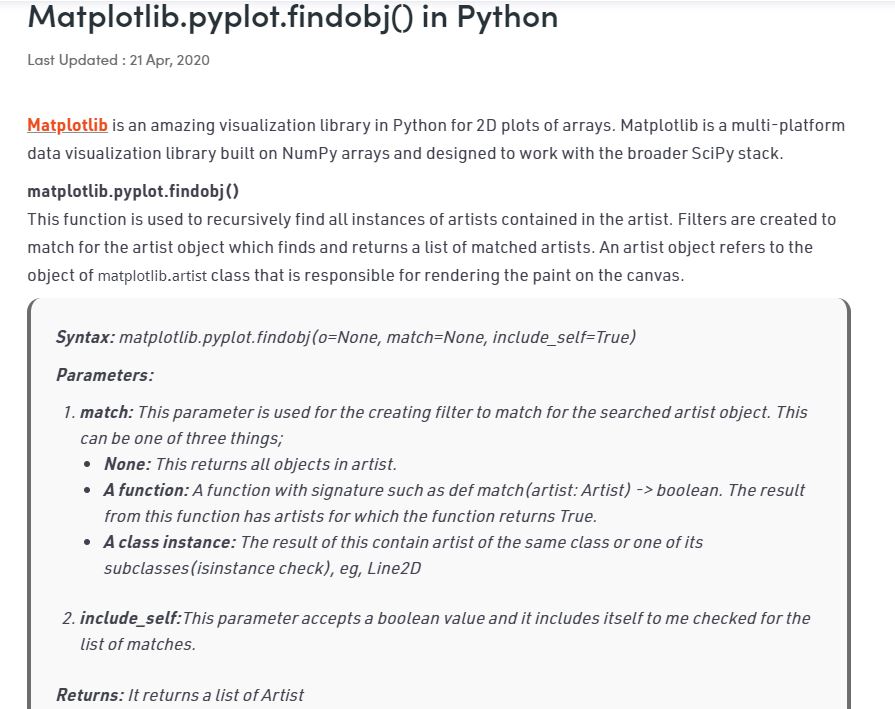 Matplotlib.pyplot.findobj() in Python
Last Updated : 21 Apr, 2020
Matplotlib is an amazing visualization library in Python for 2D plots of arrays. Matplotlib is a multi-platform
data visualization library built on NumPy arrays and designed to work with the broader SciPy stack.
matplotlib.pyplot.findobj()
This function is used to recursively find all instances of artists contained in the artist. Filters are created to
match for the artist object which finds and returns a list of matched artists. An artist object refers to the
object of matplotlib.artist class that is responsible for rendering the paint on the canvas.
Syntax: matplotlib.pyplot.findobj(o=None, match=None, include_self=True)
Parameters:
1. match: This parameter is used for the creating filter to match for the searched artist object. This
can be one of three things;
• None: This returns all objects in artist.
• A function: A function with signature such as def match(artist: Artist) -> boolean. The result
from this function has artists for which the function returns True.
• A class instance: The result of this contain artist of the same class or one of its
subclasses(isinstance check), eg, Line2D
2. include_self:This parameter accepts a boolean value and it includes itself to me checked for the
list of matches.
Returns: It returns a list of Artist